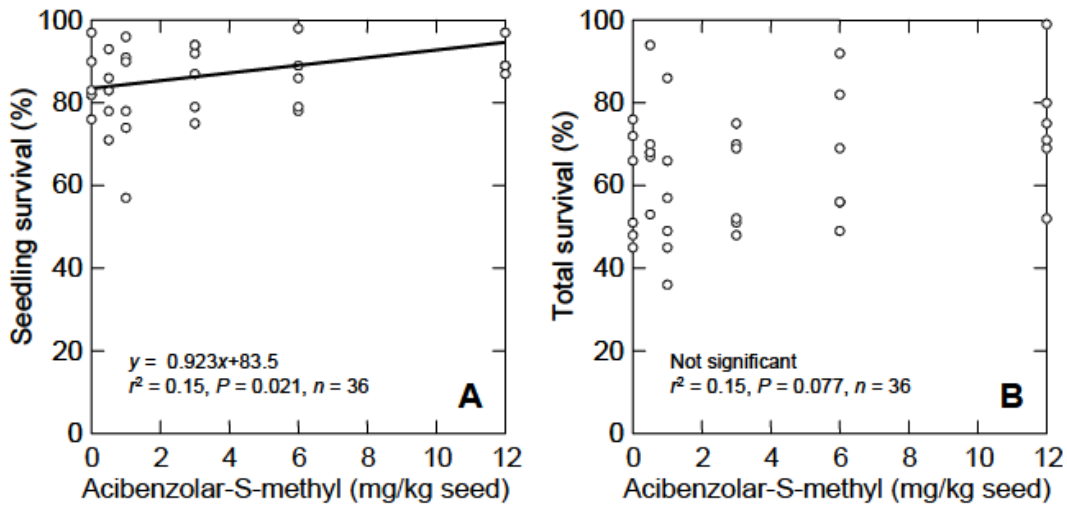 100
80
60
40
20
0
Seedling survival (%)
y = 0.923x+83.5
r² = 0.15, P = 0.021, n = 36
A
0 2 4 6 8 10 12
Acibenzolar-S-methyl (mg/kg seed)
100
80
60
40
20
0
Total survival (%)
Not significant
r² = 0.15, P = 0.077, n = 36
B
0 2 4 6 8 10 12
Acibenzolar-S-methyl (mg/kg seed)